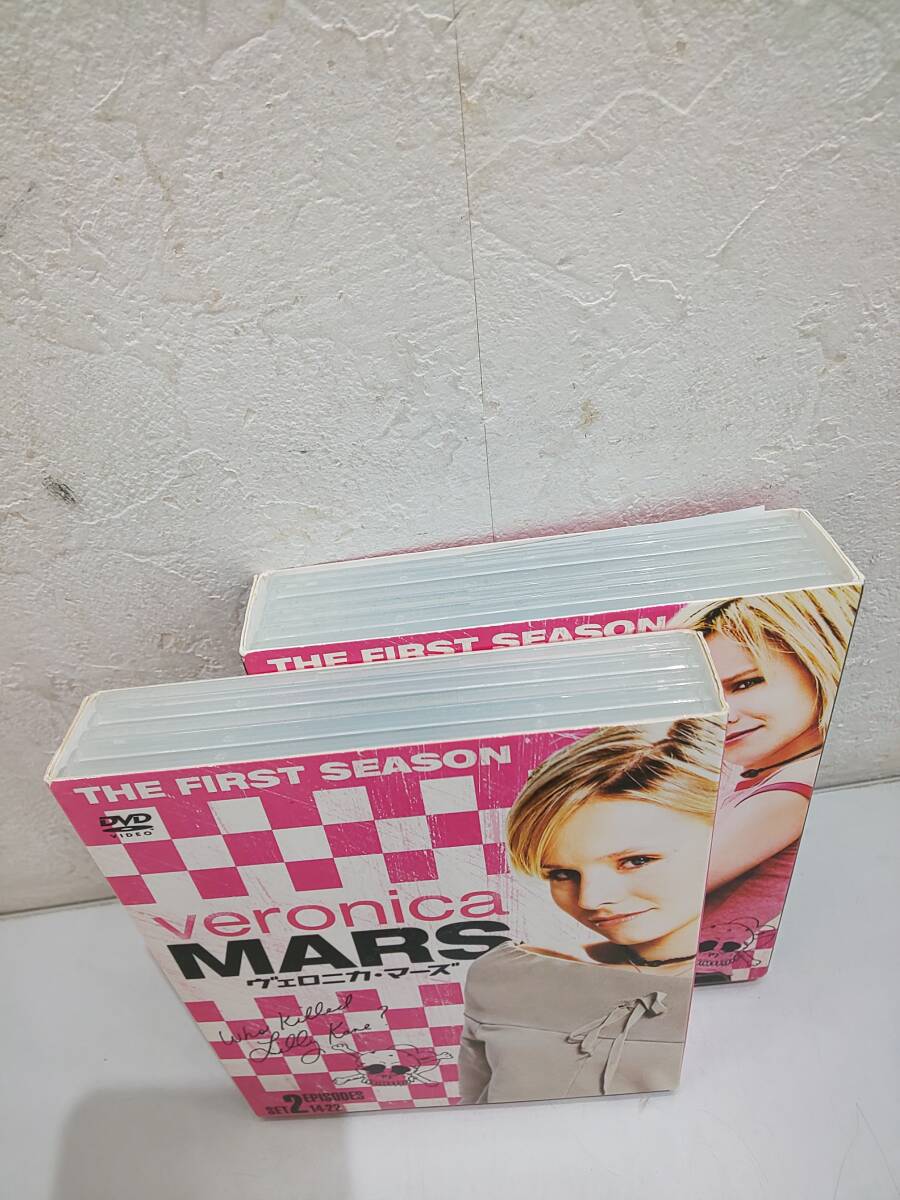 THE FIRST SEASON
THE FIRST SEASON
DVD
VIDEO
veronica
MARS
ヴェロニカ・マーズ
Who Killed
Lilly Kane?
SET 2 EPISODES
14-22